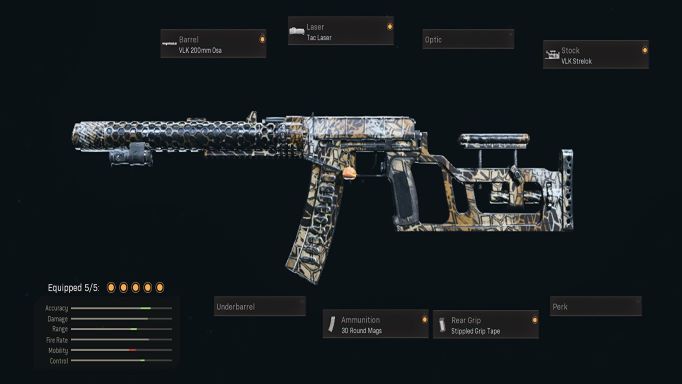 Laser
Tac Laser
Barrel
VLK 200mm Osa
Optic
Stock
VLK Strelok
Equipped 5/5:
Accuracy
Damage
Range
Fire Rate
Mobility
Control
Underbarrel
Ammunition
30 Round Mags
Rear Grip
Stippled Grip Tape
Perk